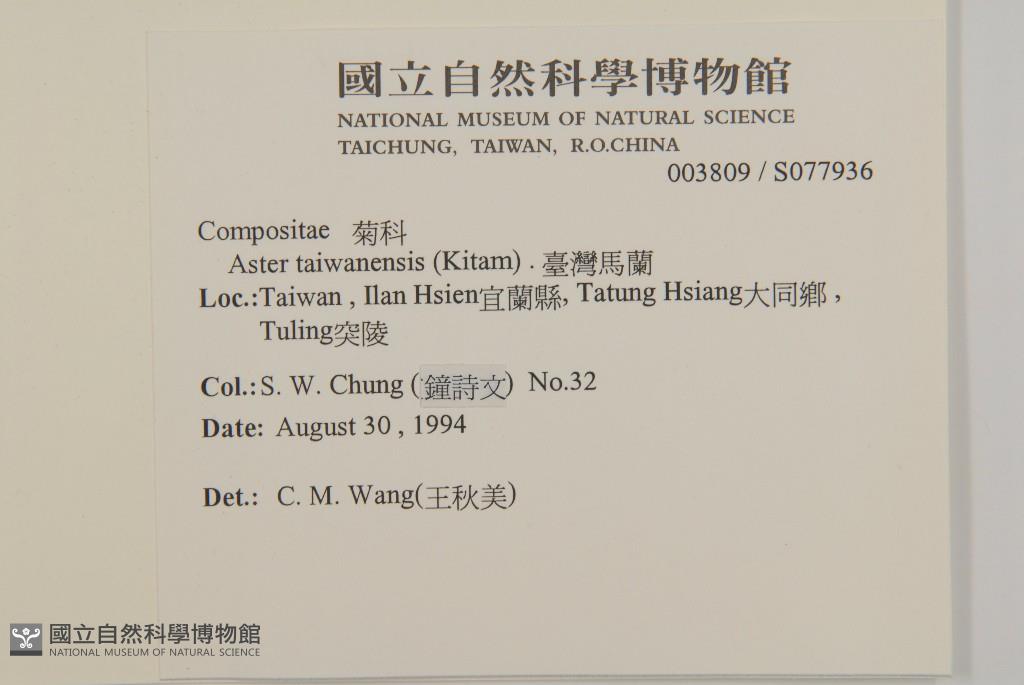 國立自然科學博物館
NATIONAL MUSEUM OF NATURAL SCIENCE
TAICHUNG, TAIWAN, R.O.CHINA
003809 / S077936
Compositae 菊科
Aster taiwanensis (Kitam) . 臺灣馬蘭
Loc.:Taiwan , Ilan Hsien宜蘭縣, Tatung Hsiang大同鄉 ,
Tuling突陵
Col.: S. W. Chung (鐘詩文) No.32
Date: August 30 , 1994
Det.: C. M. Wang(王秋美)
國立自然科學博物館
NATIONAL MUSEUM OF NATURAL SCIENCE